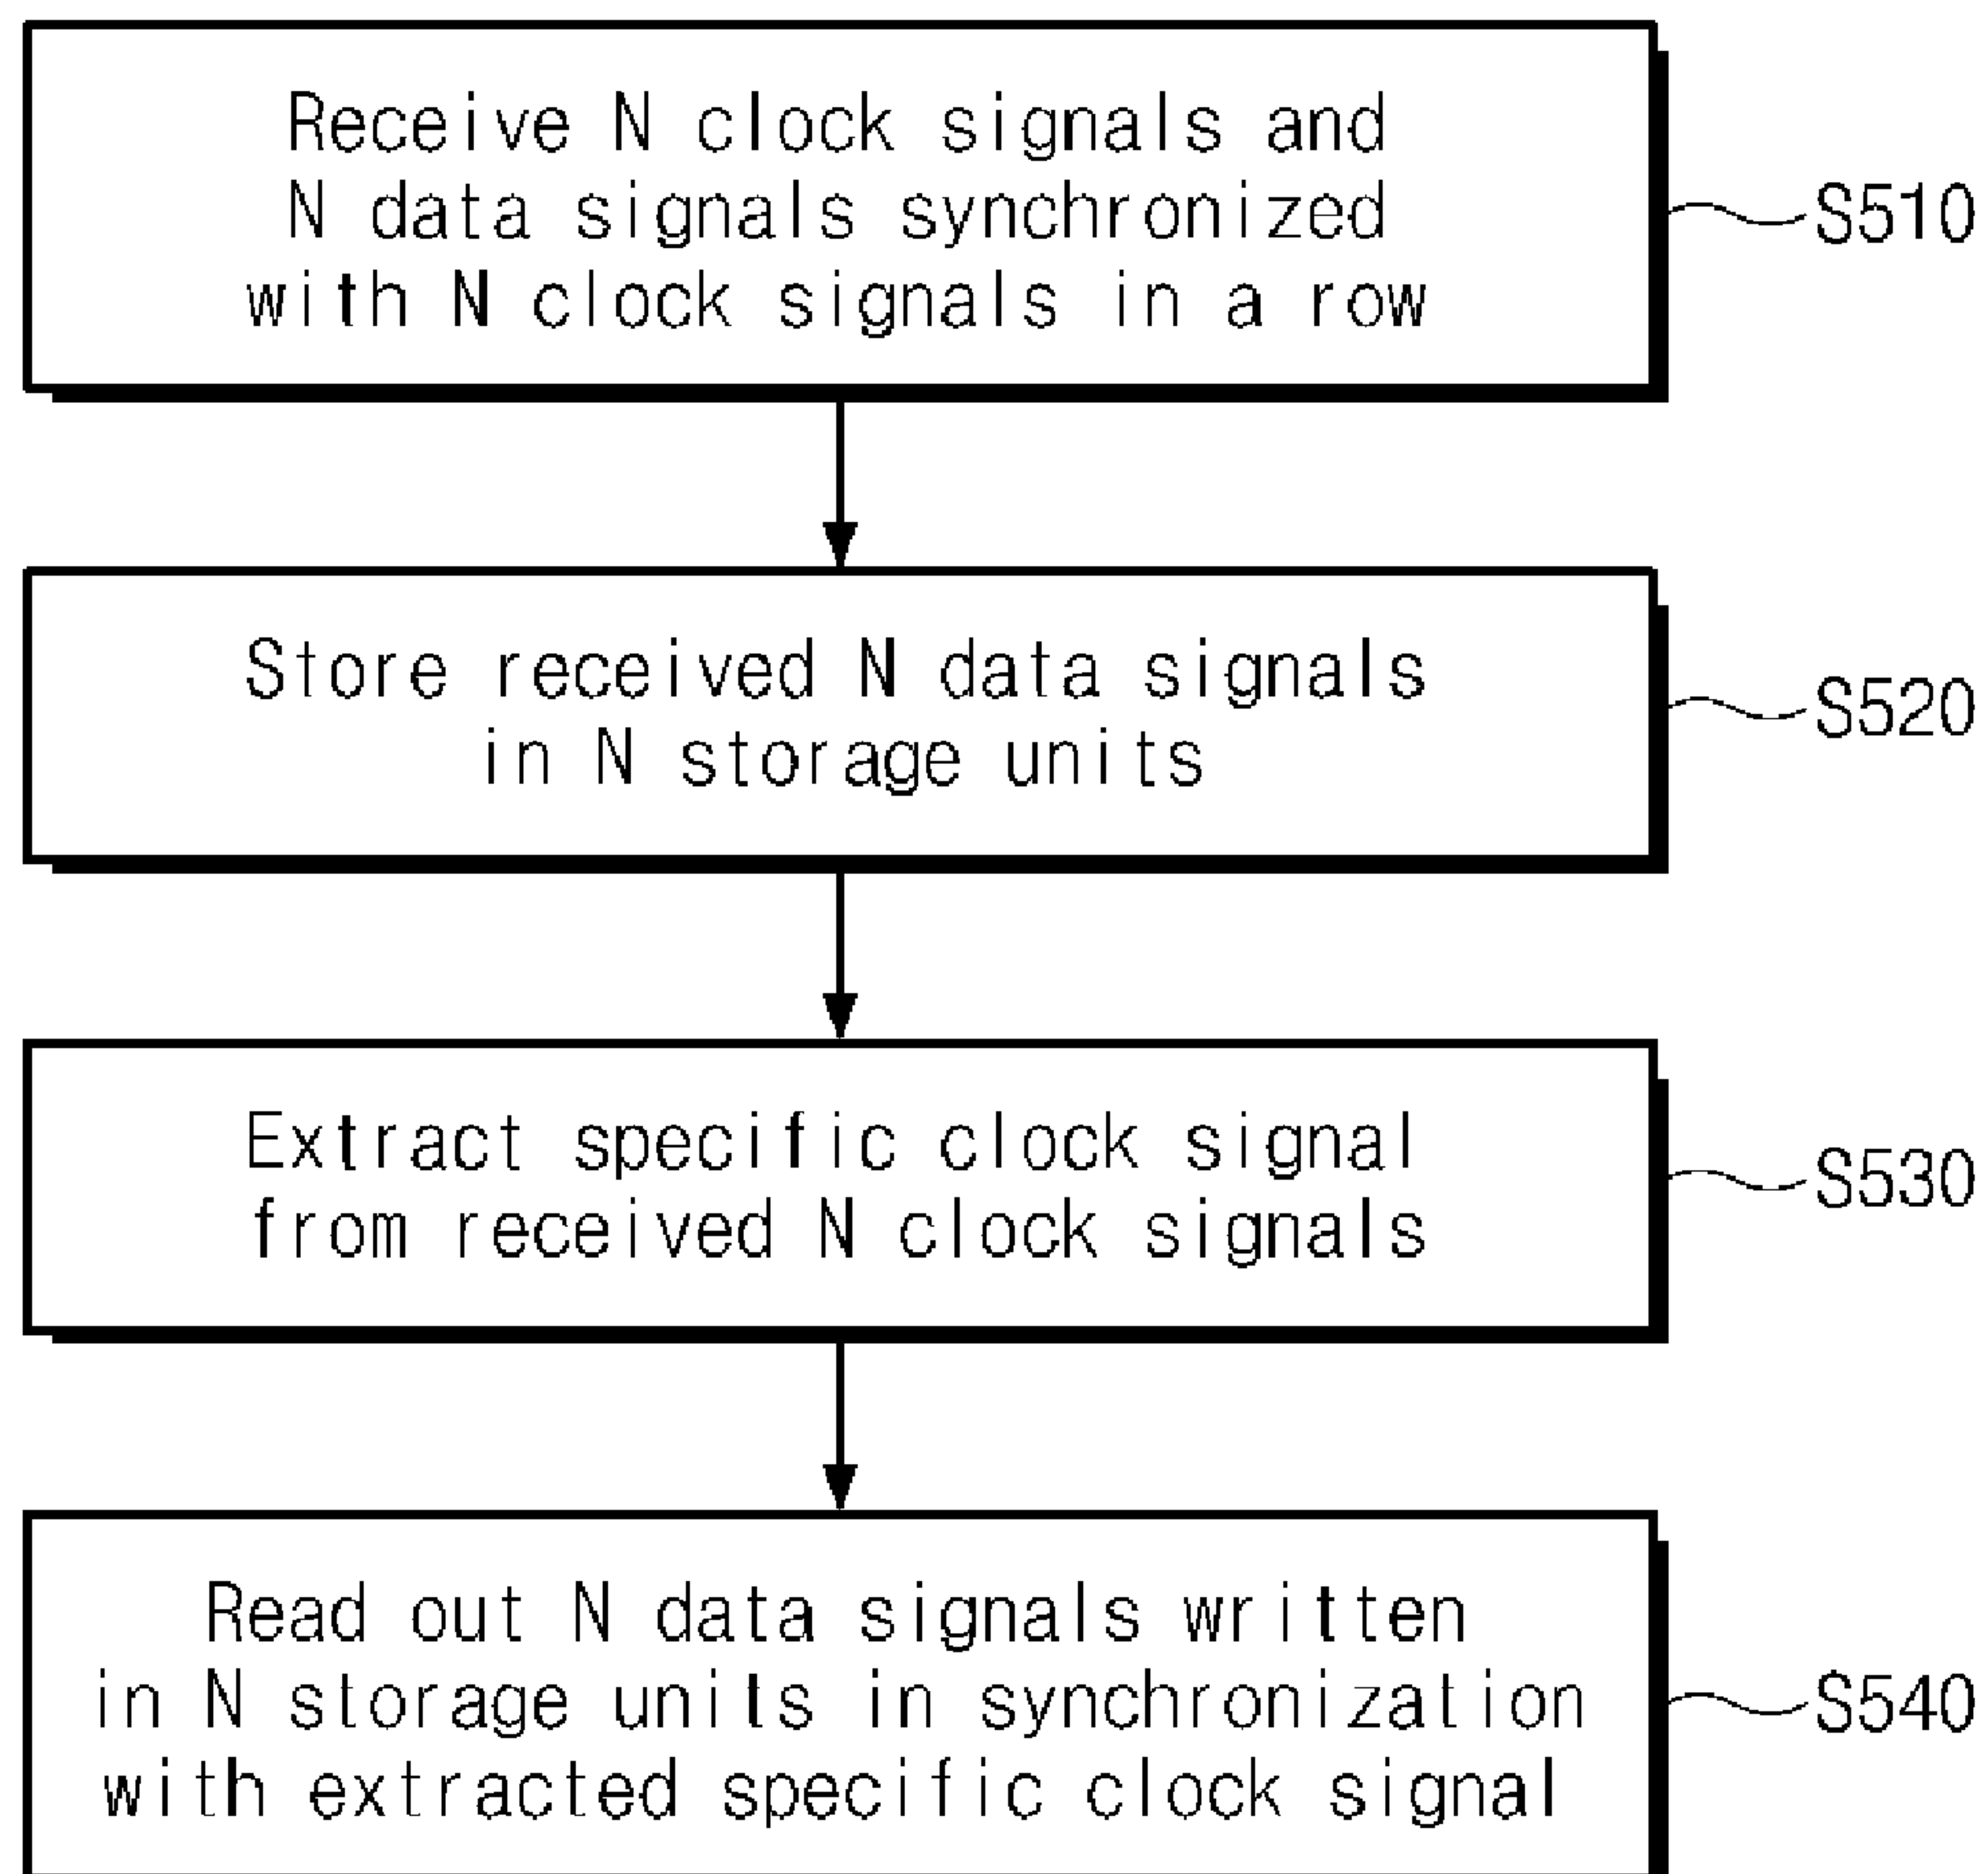 Receive N clock signals and
N data signals synchronized
with N clock signals in a row
S510
Store received N data signals
in N storage units
S520
Extract specific clock signal
from received N clock signals
S530
Read out N data signals written
in N storage units in synchronization
with extracted specific clock signal
S540